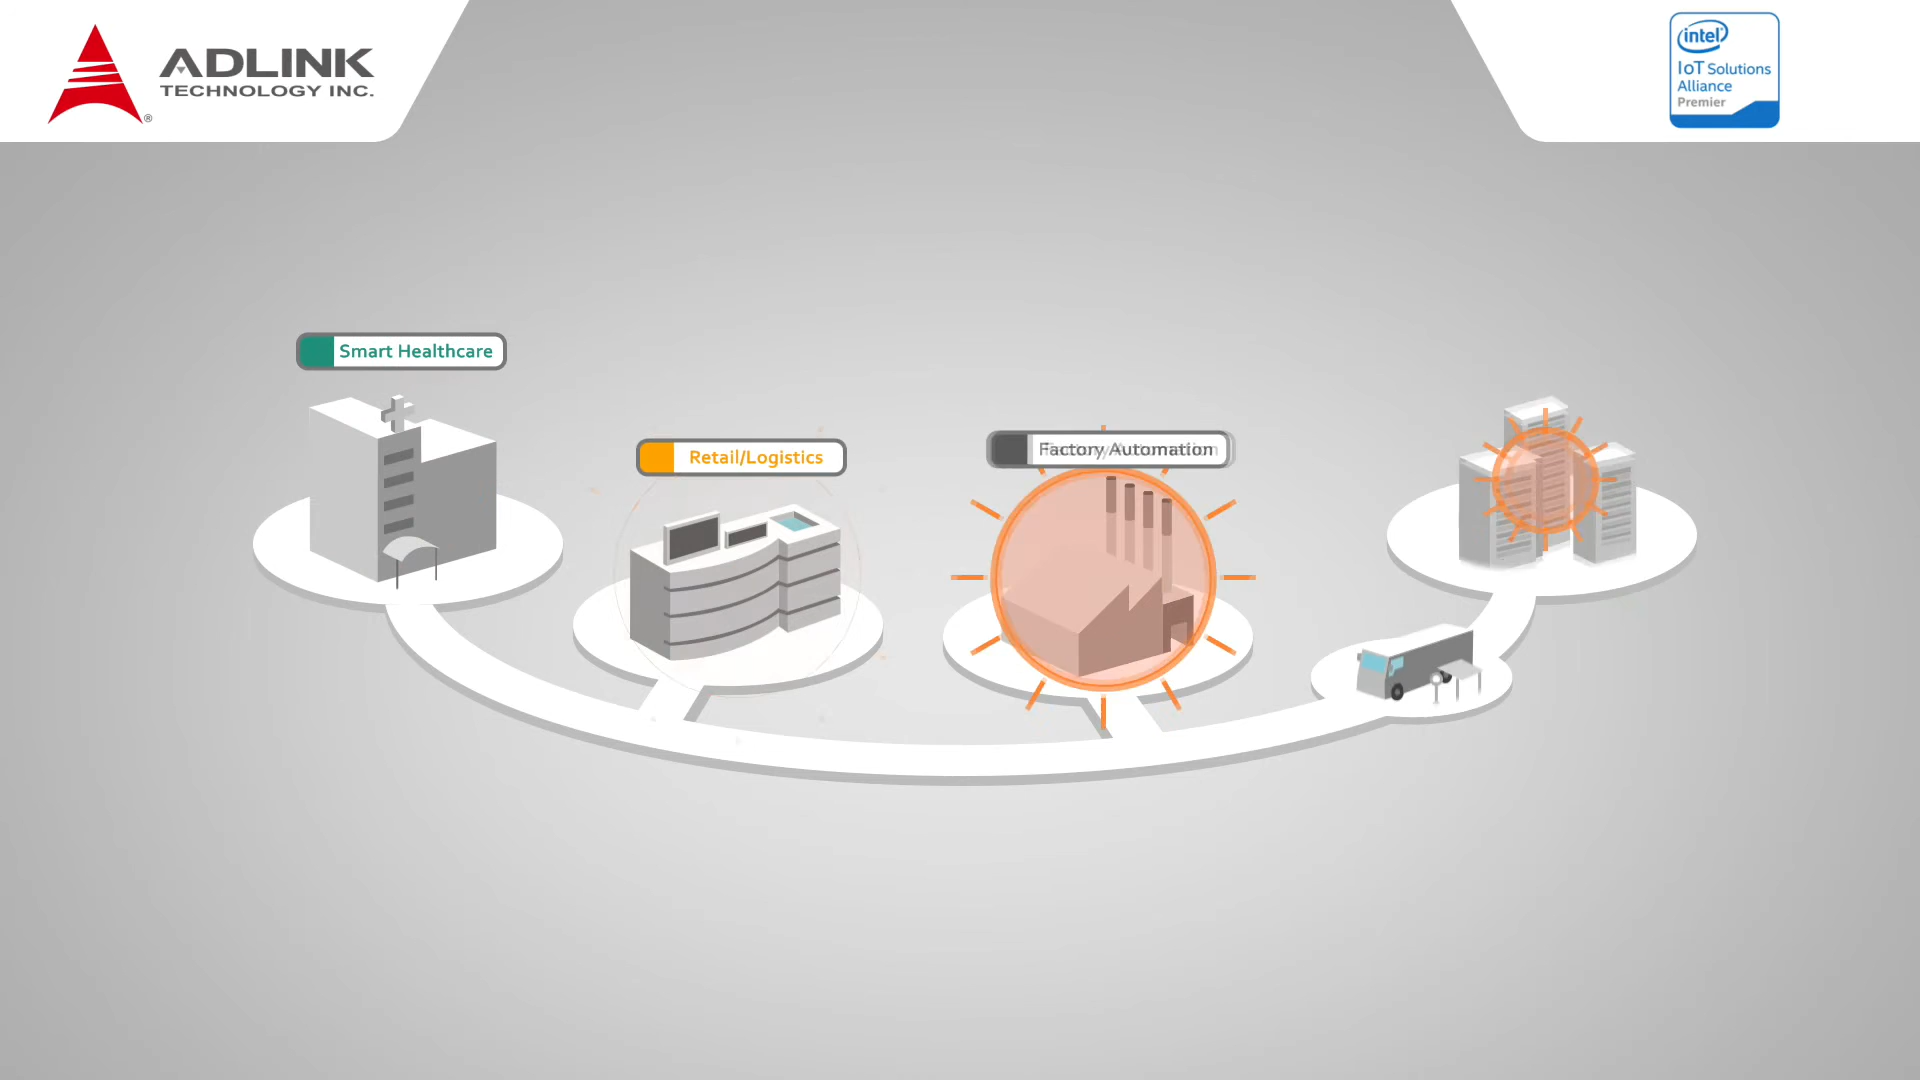 ADLINK
TECHNOLOGY INC.
®
intel
IoT Solutions
Alliance
Premier
Smart Healthcare
Retail/Logistics
Factory Automation